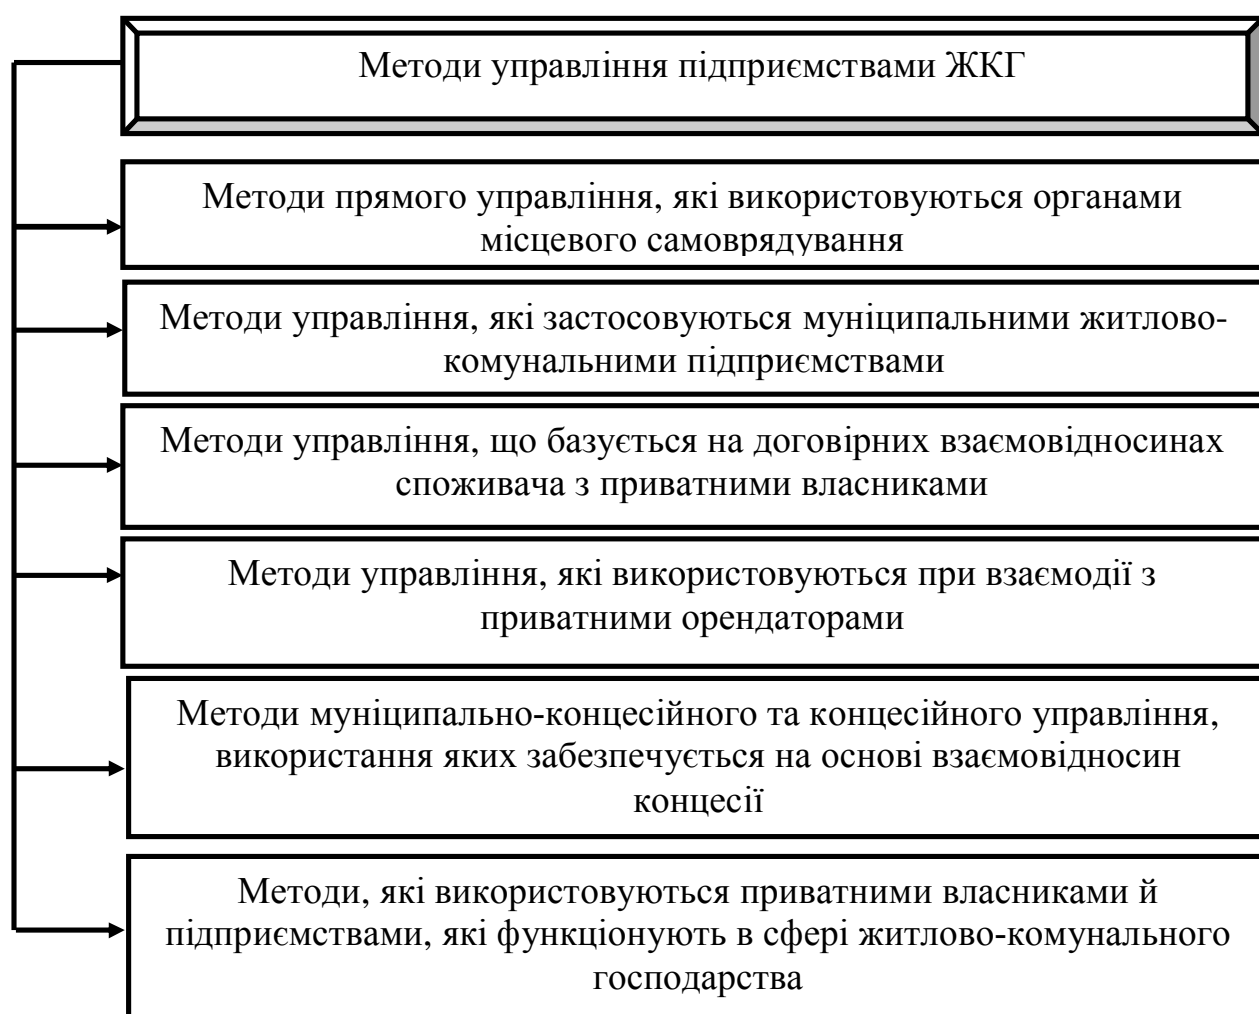 Методи управління підприємствами ЖКГ
Методи прямого управління, які використовуються органами
місцевого самоврядування
Методи управління, які застосовуються муніципальними житлово-
комунальними підприємствами
Методи управління, що базується на договірних взаємовідносинах
споживача з приватними власниками
Методи управління, які використовуються при взаємодії з
приватними орендаторами
Методи муніципально-концесійного та концесійного управління,
використання яких забезпечується на основі взаємовідносин
концесії
Методи, які використовуються приватними власниками й
підприємствами, які функціонують в сфері житлово-комунального
господарства